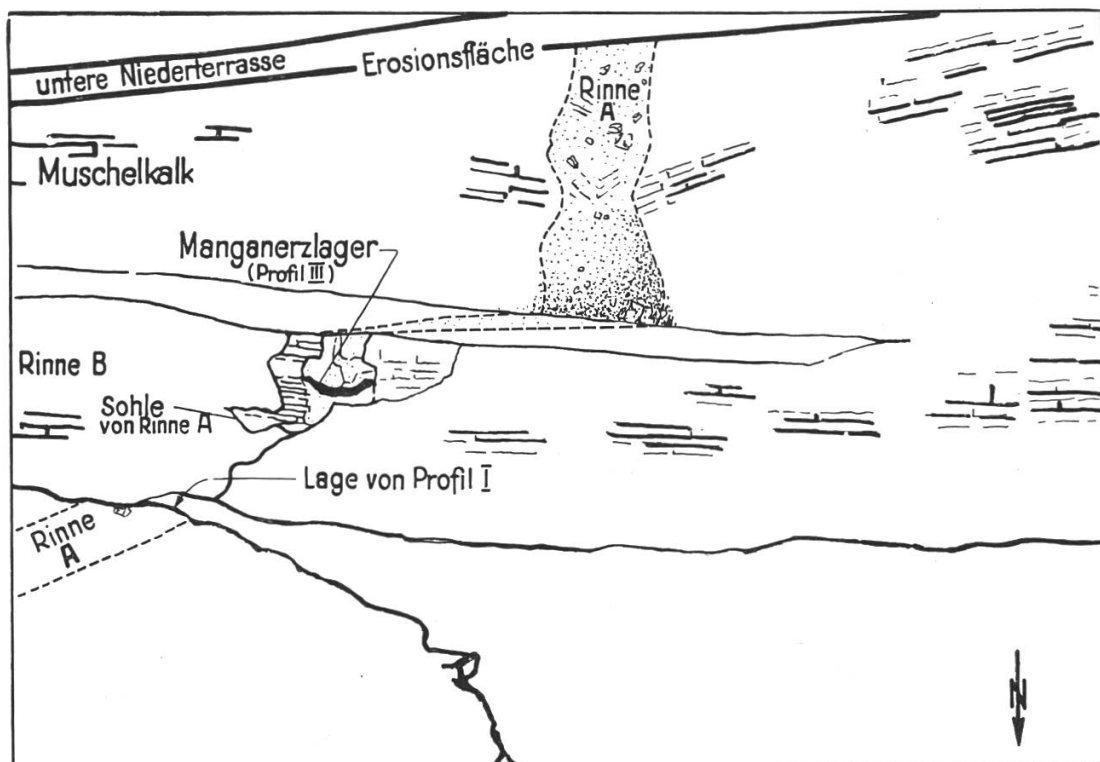 untere Niederterrasse
Erosionsfläche
Rinne
A
Muschelkalk
Manganerzlager
(Profil III)
Rinne B
Sohle
von Rinne A
Lage von Profil I
Rinne
A
N